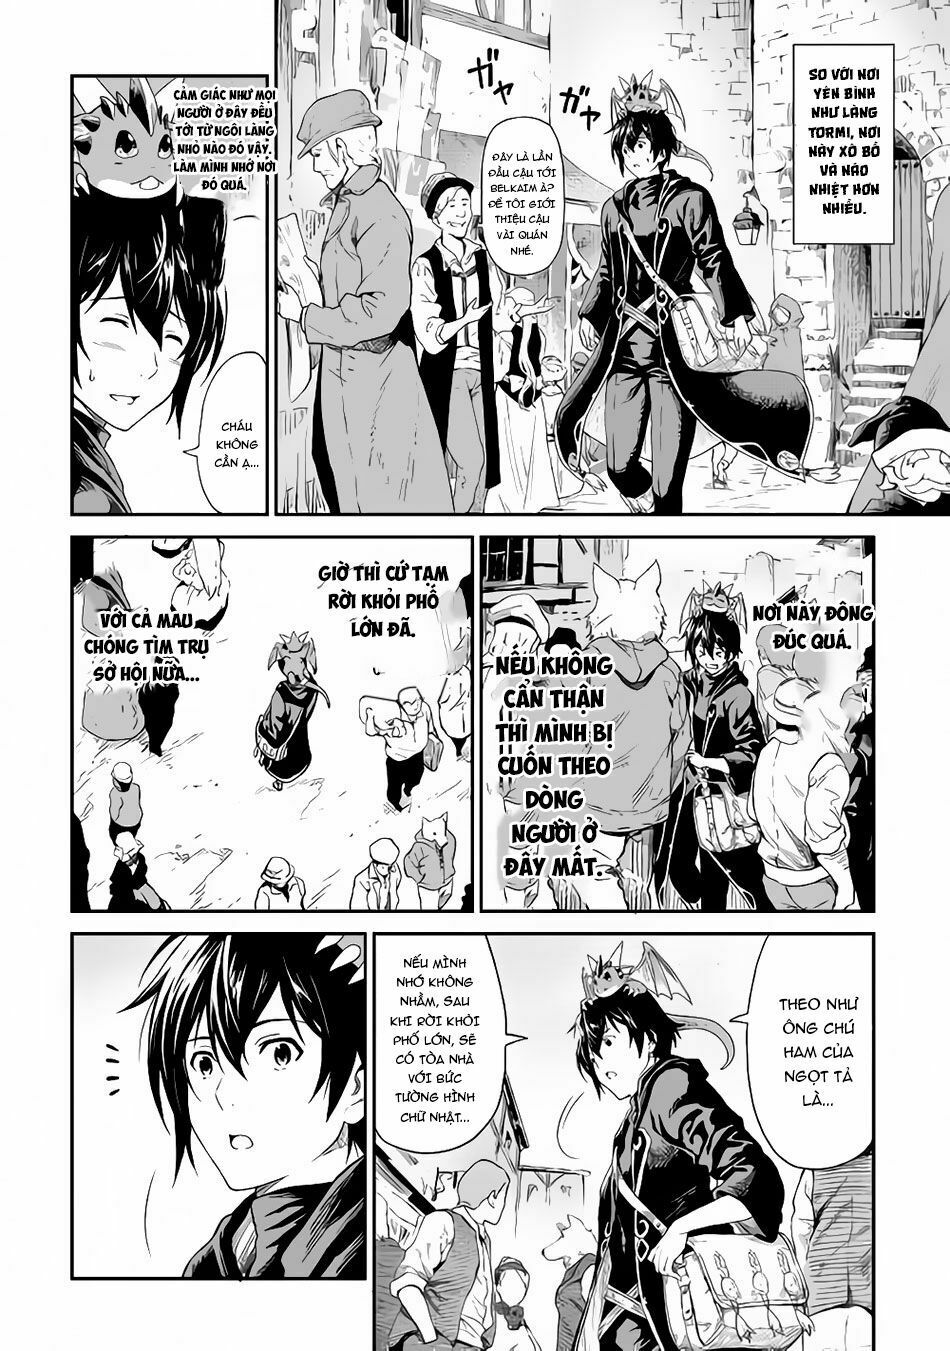 SO VỚI NƠI
YÊN BÌNH
NHƯ LÀNG
TORMI, NƠI
NÀY XÔ BỒ
VÀ NÁO
NHIỆT HƠN
NHIỀU.
ガヤ
ガヤ
ĐÂY LÀ LẦN
ĐẦU CẬU TỚI
BELKAIM À?
ĐỂ TÔI GIỚI
THIỆU CẬU
VÀI QUÁN
NHÉ.
CẢM GIÁC NHƯ MỌI
NGƯỜI Ở ĐÂY ĐỀU
TỚI TỪ NGÔI LÀNG
NHỎ NÀO ĐÓ VẬY.
LÀM MÌNH NHỚ NƠI
ĐÓ QUÁ.
CHÁU
KHÔNG
CẦN Ạ...
NƠI NÀY ĐÔNG
ĐÚC QUÁ.
NẾU KHÔNG
CẨN THẬN
THÌ MÌNH BỊ
CUỐN THEO
DÒNG
NGƯỜI Ở
ĐÂY MẤT.
GIỜ THÌ CỨ TẠM
RỜI KHỎI PHỐ
LỚN ĐÃ.
VỚI CẢ MAU
CHÓNG TÌM TRỤ
SỞ HỘI NỮA...
THEO NHƯ
ÔNG CHÚ
HAM CỦA
NGỌT TẢ
LÀ...
NẾU MÌNH
NHỚ KHÔNG
NHẦM, SAU
KHI RỜI KHỎI
PHỐ LỚN, SẼ
CÓ TÒA NHÀ
VỚI BỨC
TƯỜNG HÌNH
CHỮ NHẬT...